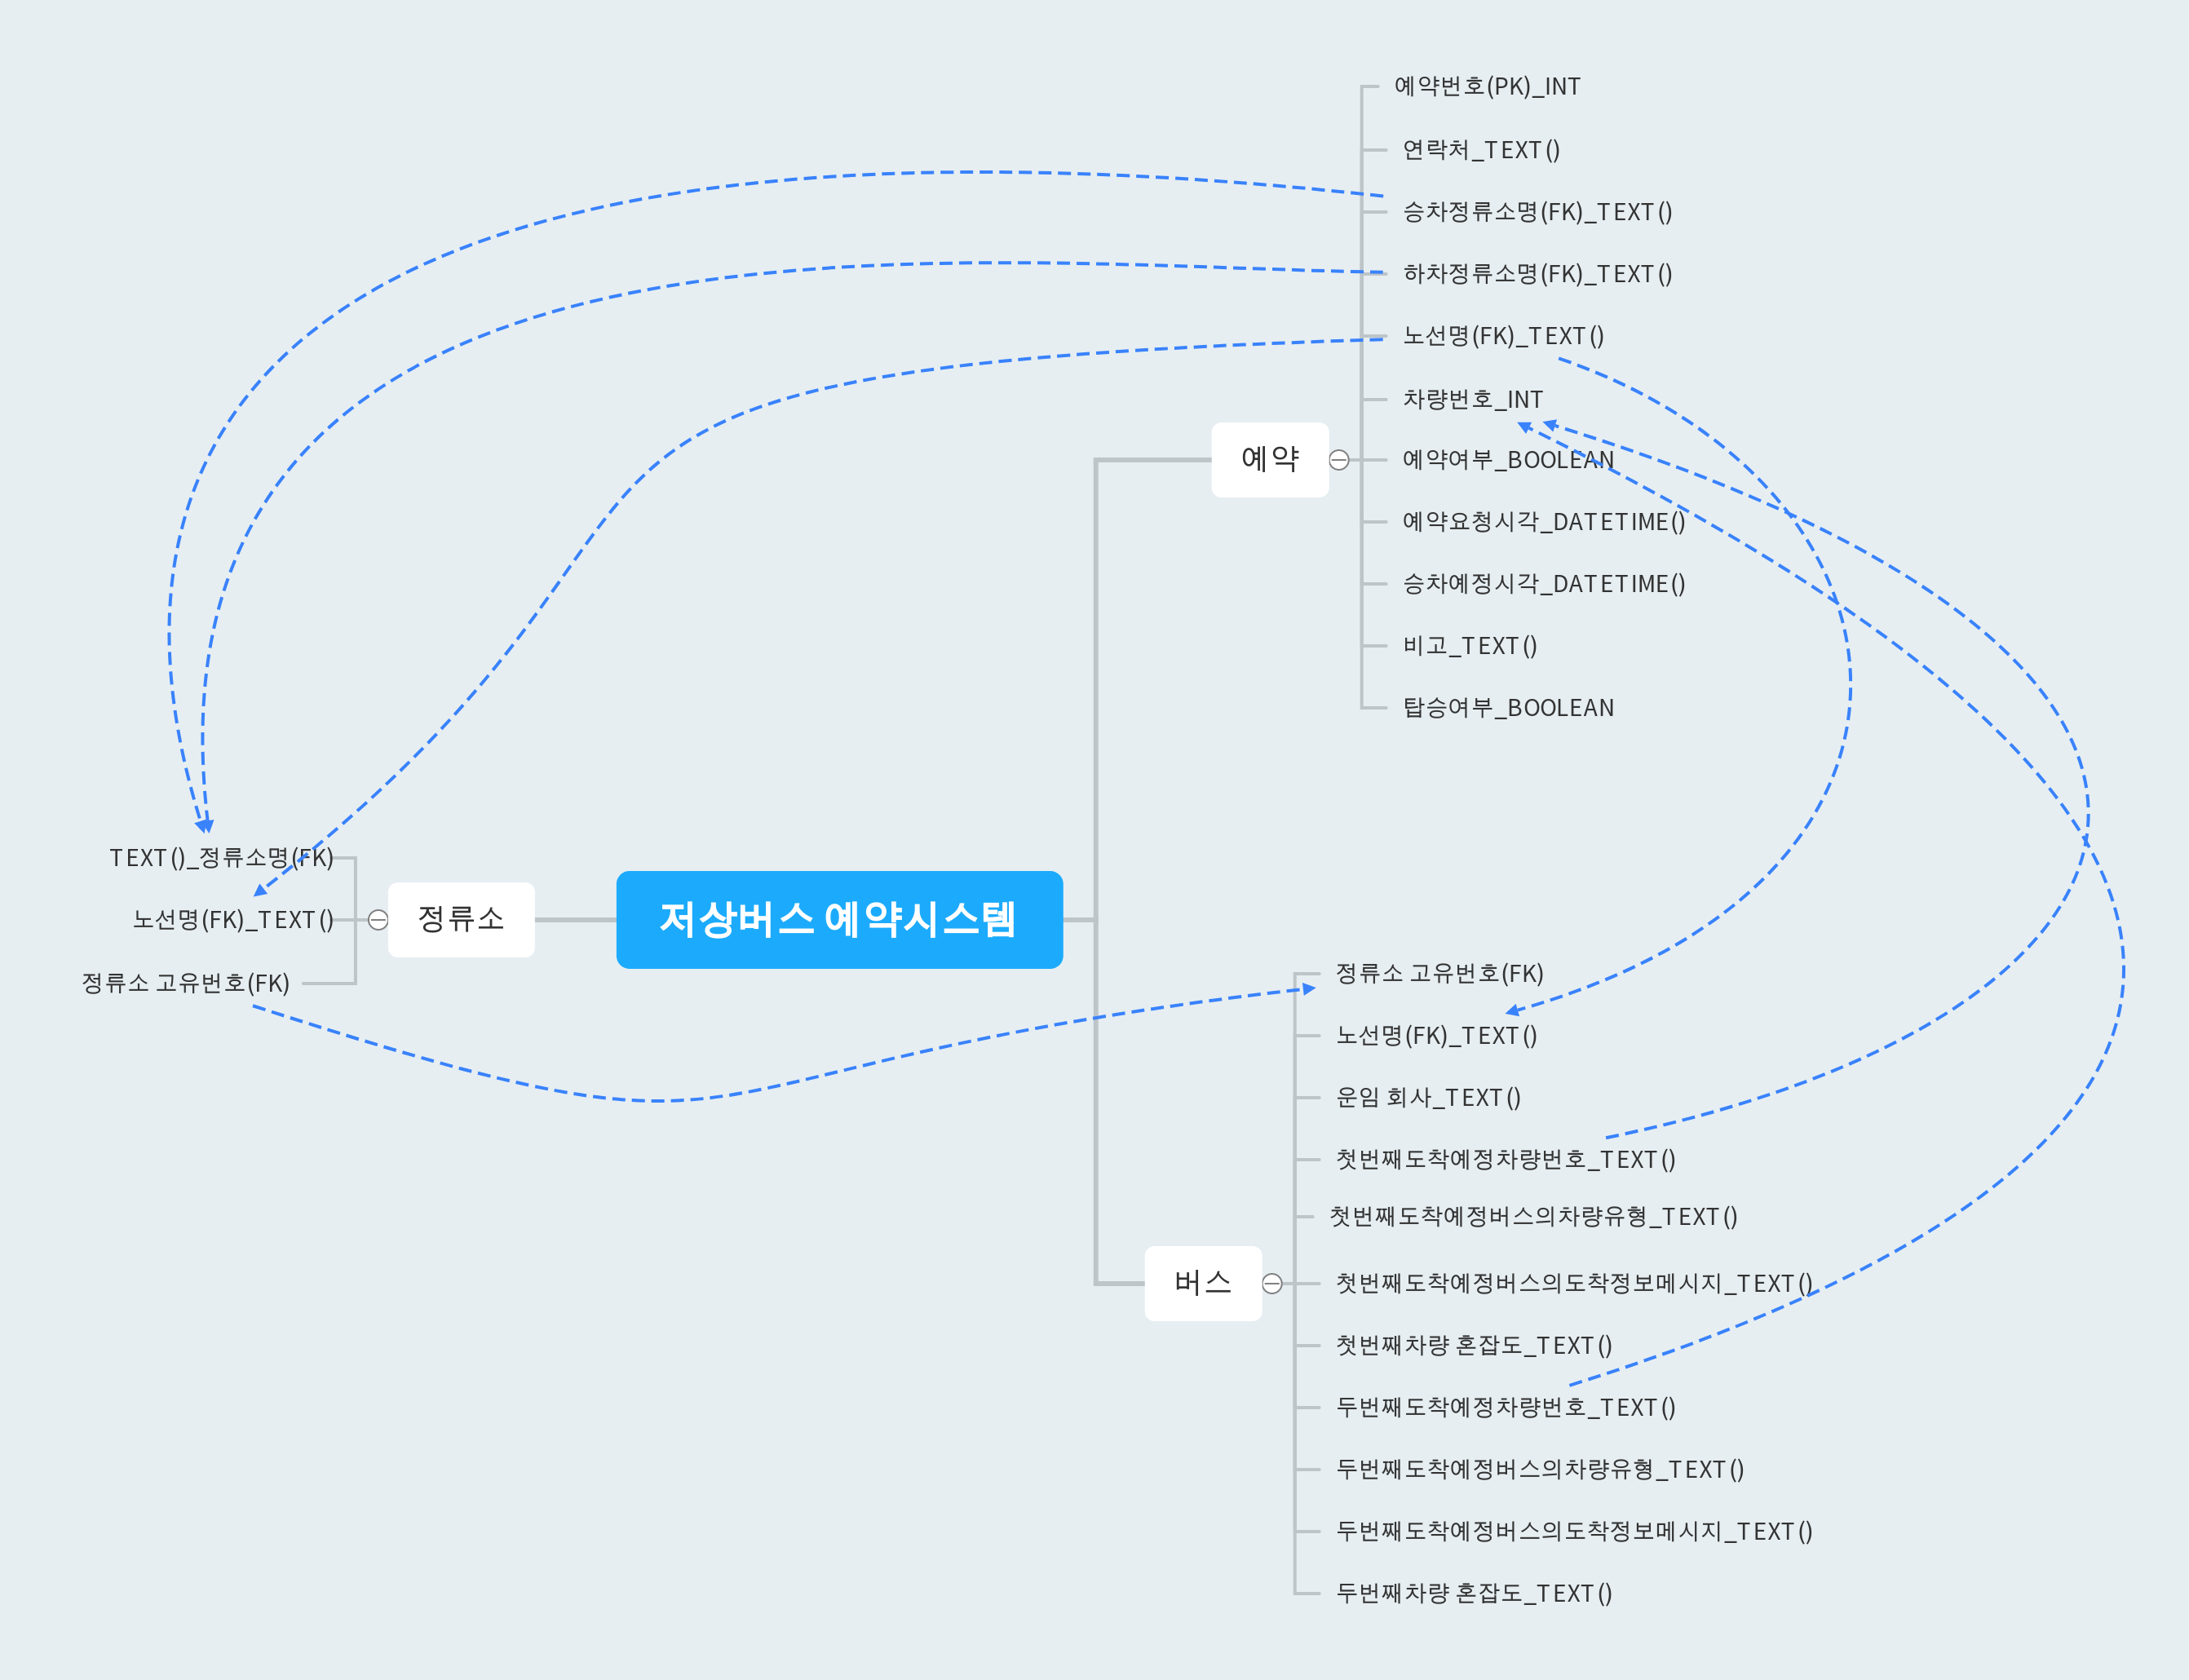 저상버스 예약시스템
예약
예약번호(PK)_INT
연락처_TEXT()
승차정류소명(FK)_TEXT()
하차정류소명(FK)_TEXT()
노선명(FK)_TEXT()
차량번호_INT
예약여부_BOOLEAN
예약요청시각_DATETIME()
승차예정시각_DATETIME()
비고_TEXT()
탑승여부_BOOLEAN
버스
정류소 고유번호(FK)
노선명(FK)_TEXT()
운임 회사_TEXT()
첫번째도착예정차량번호_TEXT()
첫번째도착예정버스의차량유형_TEXT()
첫번째도착예정버스의도착정보메시지_TEXT()
첫번째차량 혼잡도_TEXT()
두번째도착예정차량번호_TEXT()
두번째도착예정버스의차량유형_TEXT()
두번째도착예정버스의도착정보메시지_TEXT()
두번째차량 혼잡도_TEXT()
정류소
TEXT()_정류소명(FK)
노선명(FK)_TEXT()
정류소 고유번호(FK)